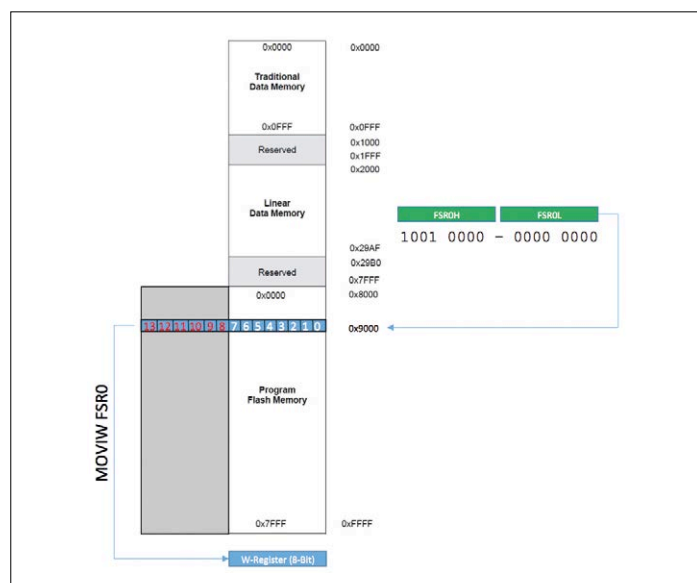 0x0000 0x0000
Traditional
Data Memory
0x0FFF 0x0FFF
0x1000
Reserved
0x1FFF
0x2000
Linear
Data Memory
FSR0H FSR0L
1001 0000 – 0000 0000
0x29AF
0x29B0
Reserved
0x7FFF
0x0000 0x8000
13 12 11 10 9 8 7 6 5 4 3 2 1 0 0x9000
MOVIW FSR0
Program
Flash Memory
0x7FFF 0xFFFF
W-Register (8-Bit)